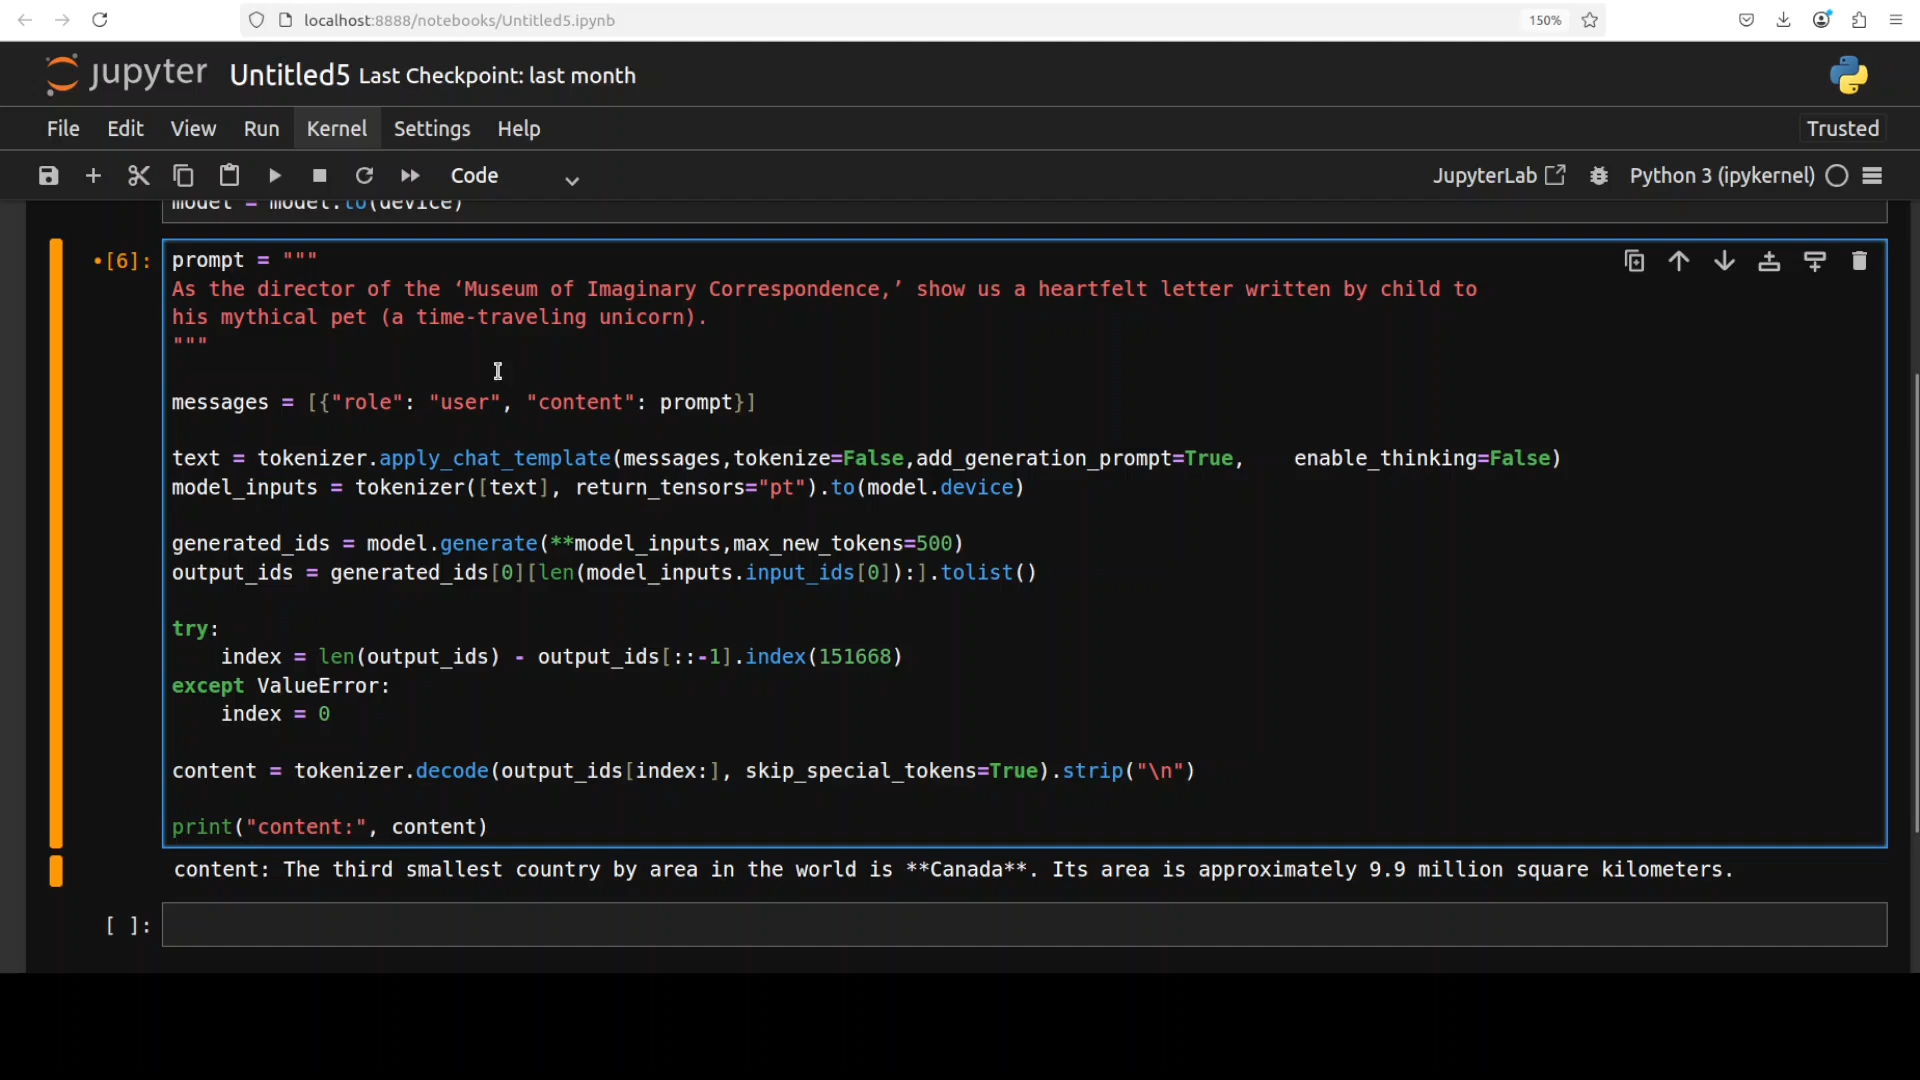 localhost:8888/notebooks/Untitled5.ipynb
150%
jupyter Untitled5 Last Checkpoint: last month
File Edit View Run Kernel Settings Help
Trusted
Code
JupyterLab
Python 3 (ipykernel)
model = model.to(device)
[6]:
prompt = """
As the director of the ‘Museum of Imaginary Correspondence,’ show us a heartfelt letter written by child to
his mythical pet (a time-traveling unicorn).
"""
messages = [{"role": "user", "content": prompt}]
text = tokenizer.apply_chat_template(messages,tokenize=False,add_generation_prompt=True,    enable_thinking=False)
model_inputs = tokenizer([text], return_tensors="pt").to(model.device)
generated_ids = model.generate(**model_inputs,max_new_tokens=500)
output_ids = generated_ids[0][len(model_inputs.input_ids[0]):].tolist()
try:
    index = len(output_ids) - output_ids[::-1].index(151668)
except ValueError:
    index = 0
content = tokenizer.decode(output_ids[index:], skip_special_tokens=True).strip("\n")
print("content:", content)
content: The third smallest country by area in the world is **Canada**. Its area is approximately 9.9 million square kilometers.
[ ]: